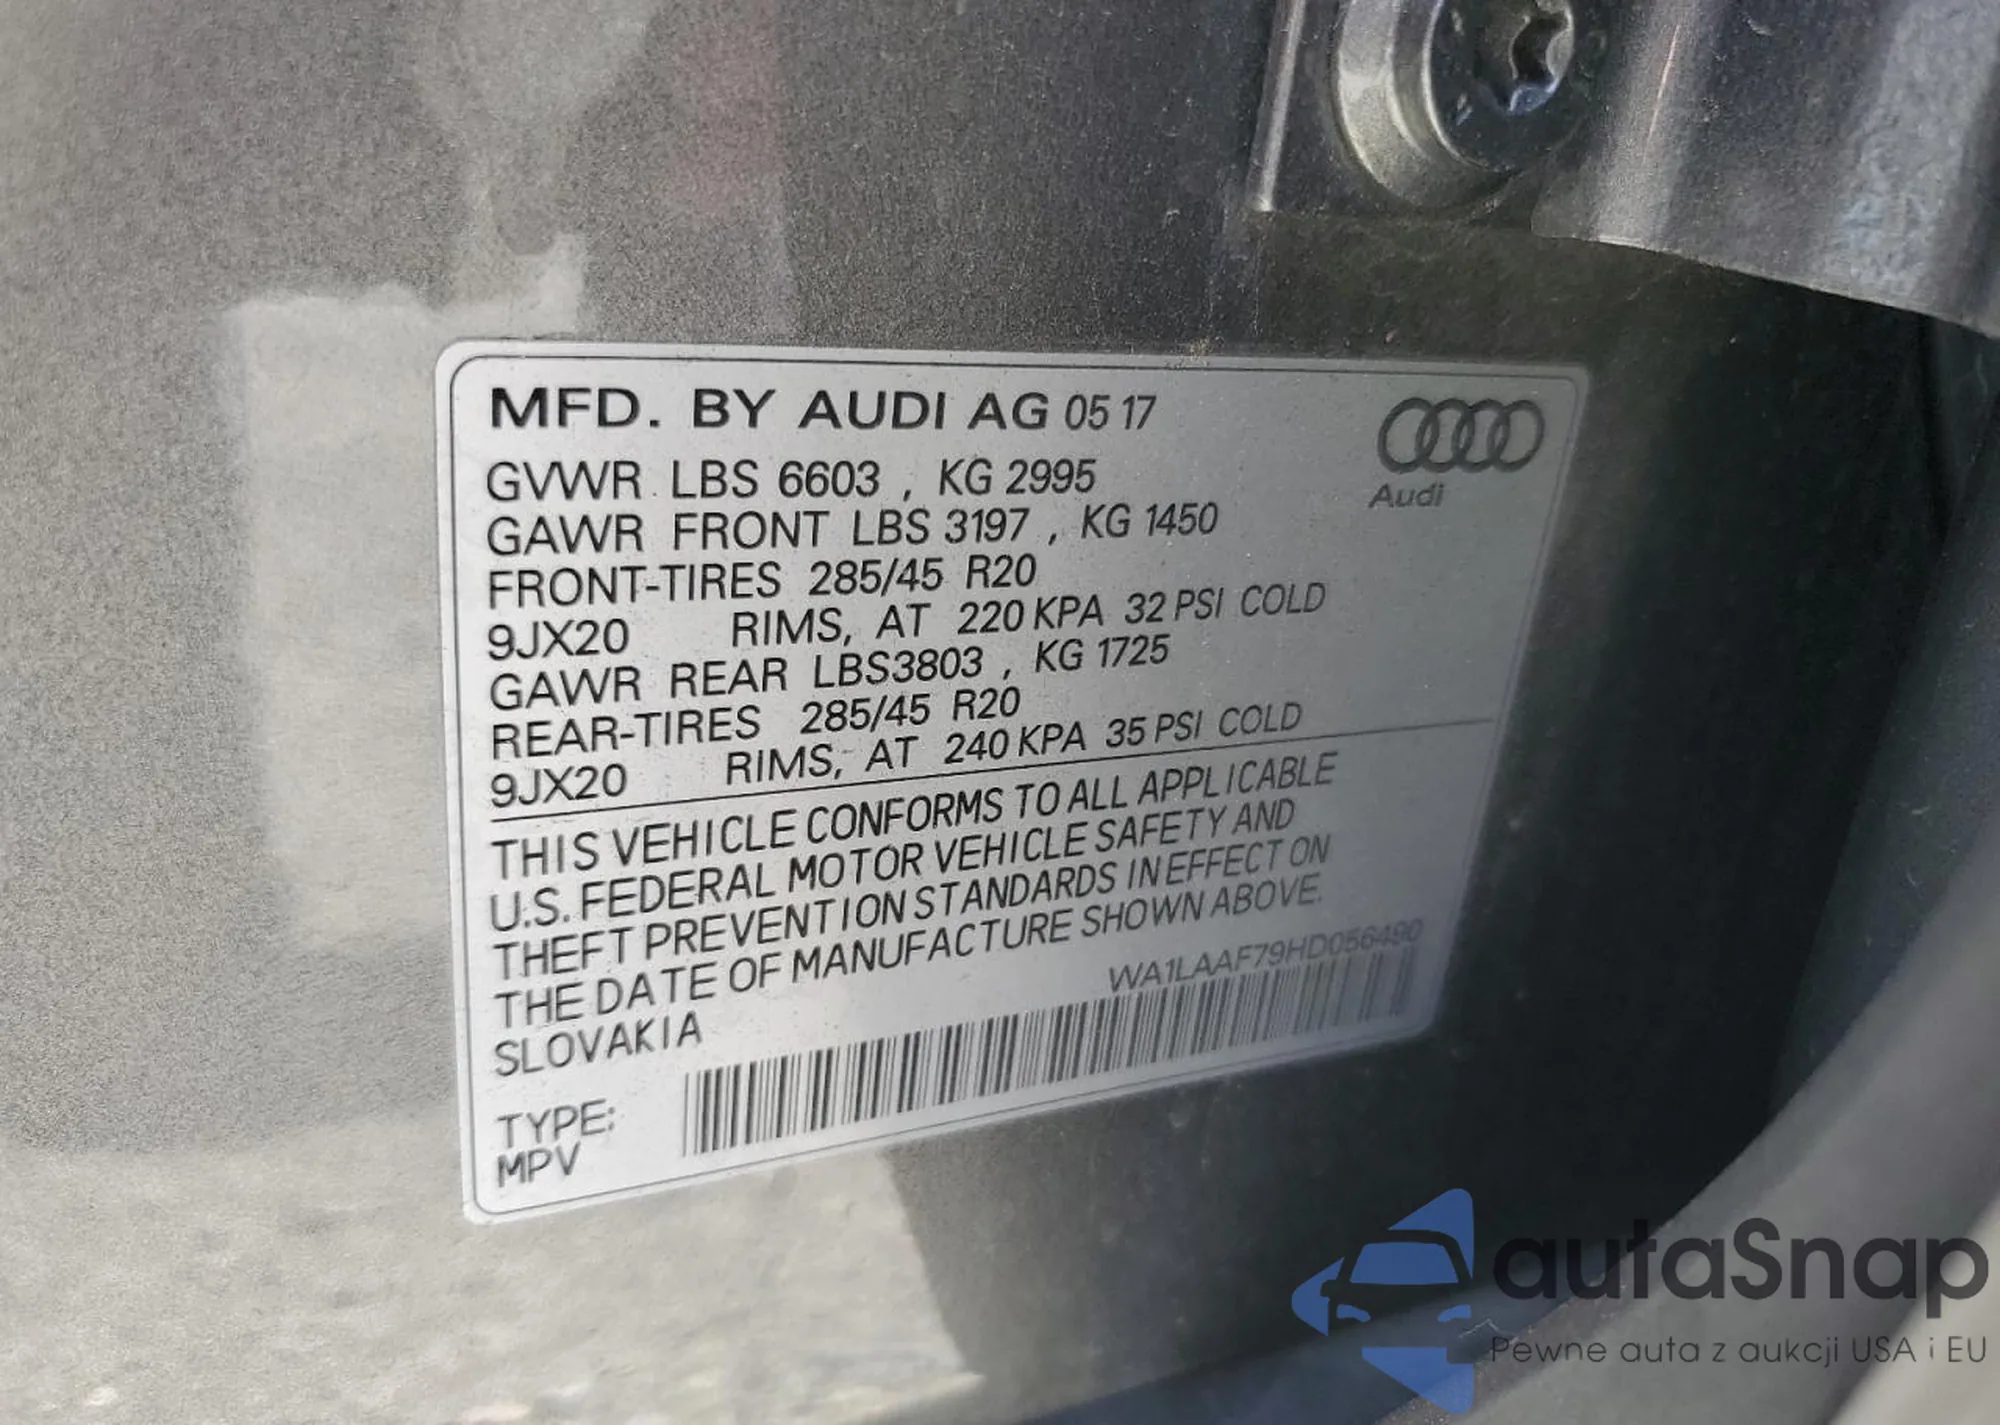 MFD. BY AUDI AG 05 17
Audi
GVWR LBS 6603 , KG 2995
GAWR FRONT LBS 3197 , KG 1450
FRONT-TIRES 285/45 R20
9JX20 RIMS, AT 220 KPA 32 PSI COLD
GAWR REAR LBS3803 , KG 1725
REAR-TIRES 285/45 R20
9JX20 RIMS, AT 240 KPA 35 PSI COLD
THIS VEHICLE CONFORMS TO ALL APPLICABLE
U.S. FEDERAL MOTOR VEHICLE SAFETY AND
THEFT PREVENTION STANDARDS IN EFFECT ON
THE DATE OF MANUFACTURE SHOWN ABOVE.
SLOVAKIA
WA1LAAF79HD056490
TYPE:
MPV
autaSnap
Pewne auta z aukcji USA i EU